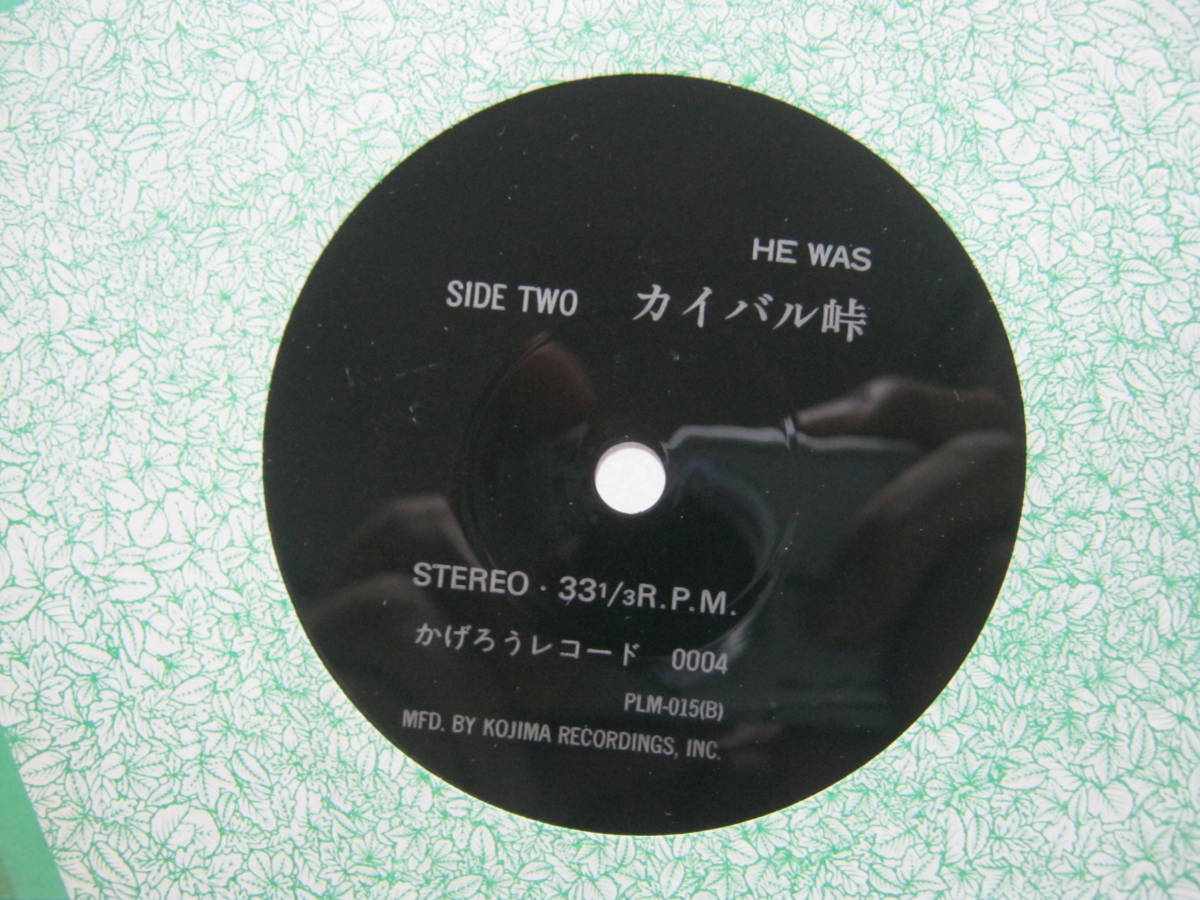 HE WAS
SIDE TWO カイバル峠
STEREO · 33 1/3 R.P.M.
かげろうレコード 0004
PLM-015(B)
MFD. BY KOJIMA RECORDINGS, INC.